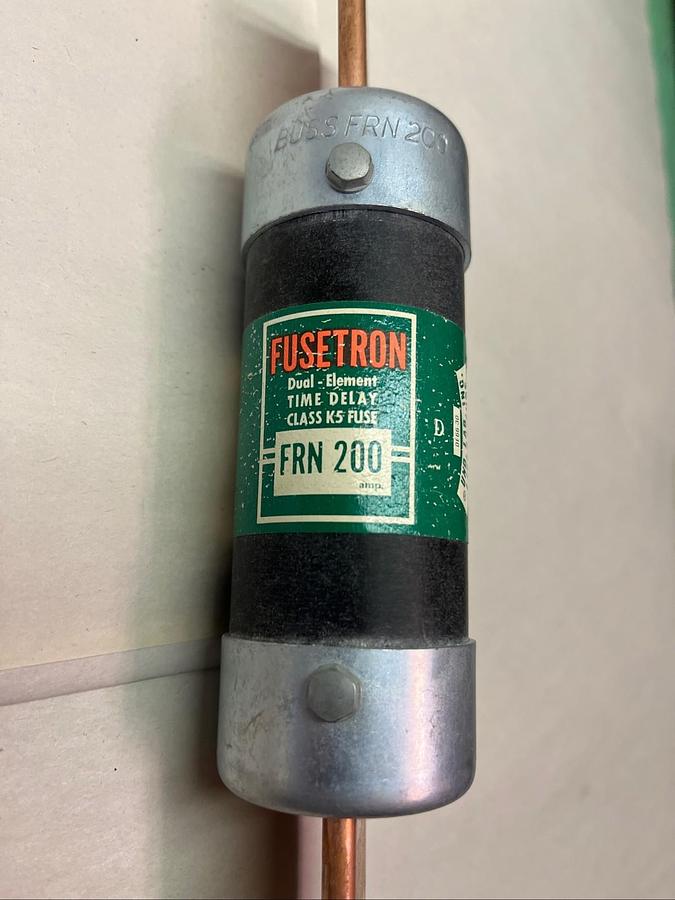 BUSS FRN 200
FUSETRON
Dual - Element
TIME DELAY
CLASS K5 FUSE
FRN 200
amp.
D